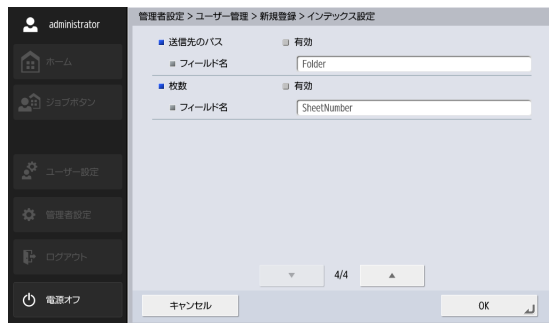 administrator
ホーム
ジョブボタン
ユーザー設定
管理者設定
ログアウト
電源オフ
管理者設定 > ユーザー管理 > 新規登録 > インデックス設定
送信先のパス 有効
フィールド名 Folder
枚数 有効
フィールド名 SheetNumber
▼ 4/4 ▲
キャンセル OK